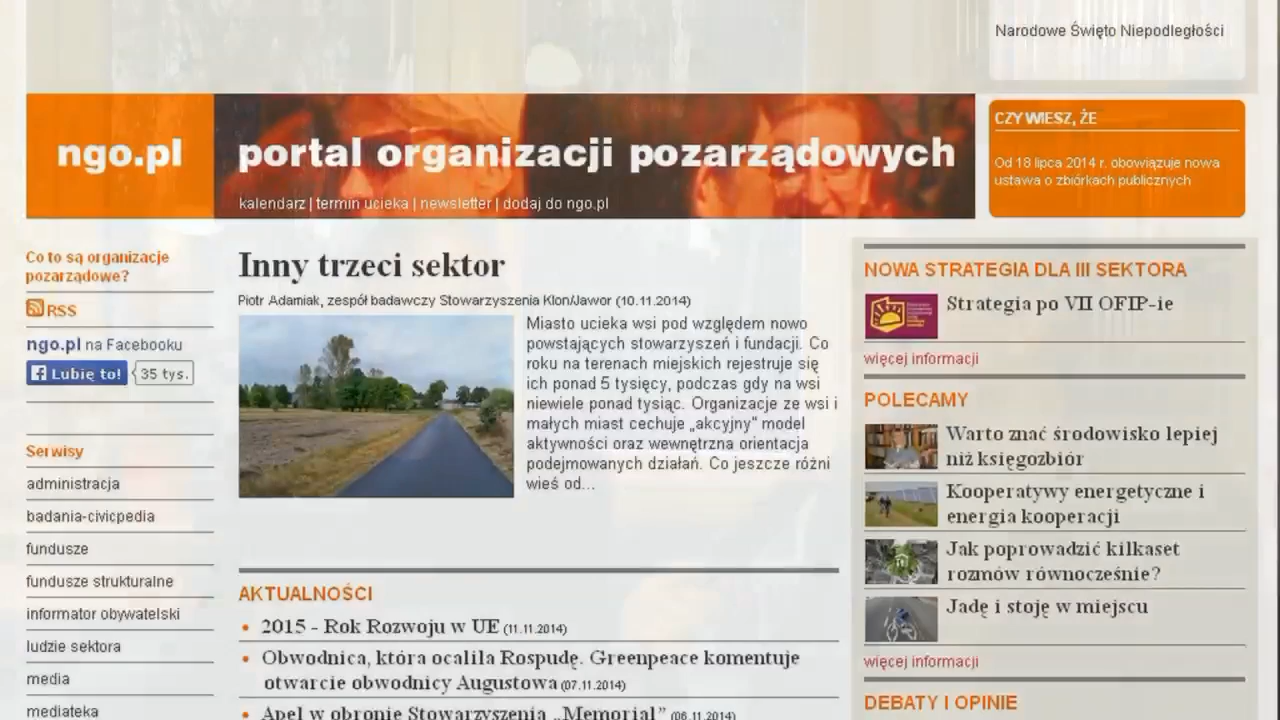 Narodowe Święto Niepodległości
ngo.pl
portal organizacji pozarządowych
kalendarz | termin ucieka | newsletter | dodaj do ngo.pl
CZY WIESZ, ŻE
Od 18 lipca 2014 r. obowiązuje nowa
ustawa o zbiórkach publicznych
Co to są organizacje
pozarządowe?
RSS
ngo.pl na Facebooku
Lubię to!
35 tys.
Serwisy
administracja
badania-civicpedia
fundusze
fundusze strukturalne
informator obywatelski
ludzie sektora
media
mediateka
Inny trzeci sektor
Piotr Adamiak, zespół badawczy Stowarzyszenia Klon/Jawor (10.11.2014)
Miasto ucieka wsi pod względem nowo
powstających stowarzyszeń i fundacji. Co
roku na terenach miejskich rejestruje się
ich ponad 5 tysięcy, podczas gdy na wsi
niewiele ponad tysiąc. Organizacje ze wsi i
małych miast cechuje „akcyjny” model
aktywności oraz wewnętrzna orientacja
podejmowanych działań. Co jeszcze różni
wieś od...
AKTUALNOŚCI
2015 - Rok Rozwoju w UE (11.11.2014)
Obwodnica, która ocaliła Rospudę. Greenpeace komentuje
otwarcie obwodnicy Augustowa (07.11.2014)
Apel w obronie Stowarzyszenia „Memoriał” (06.11.2014)
NOWA STRATEGIA DLA III SEKTORA
Strategia po VII OFIP-ie
więcej informacji
POLECAMY
Warto znać środowisko lepiej
niż księgozbiór
Kooperatywy energetyczne i
energia kooperacji
Jak poprowadzić kilkaset
rozmów równocześnie?
Jadę i stoję w miejscu
więcej informacji
DEBATY I OPINIE